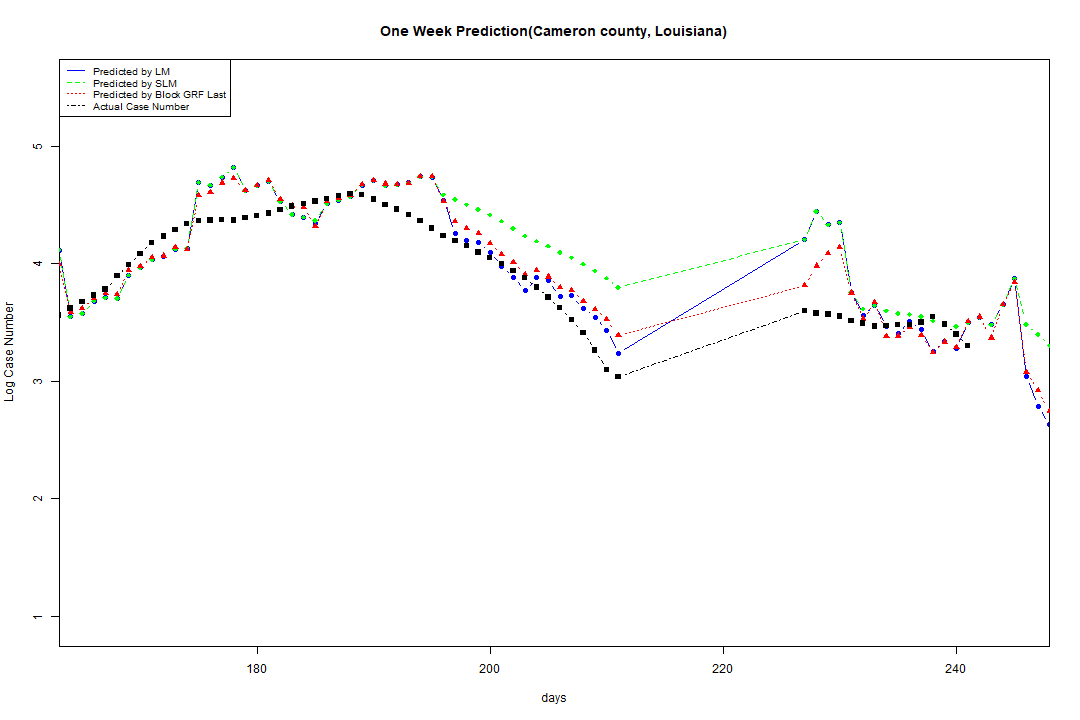 One Week Prediction(Cameron county, Louisiana)
Predicted by LM
Predicted by SLM
Predicted by Block GRF Last
Actual Case Number
5
4
3
2
1
Log Case Number
180 200 220 240
days